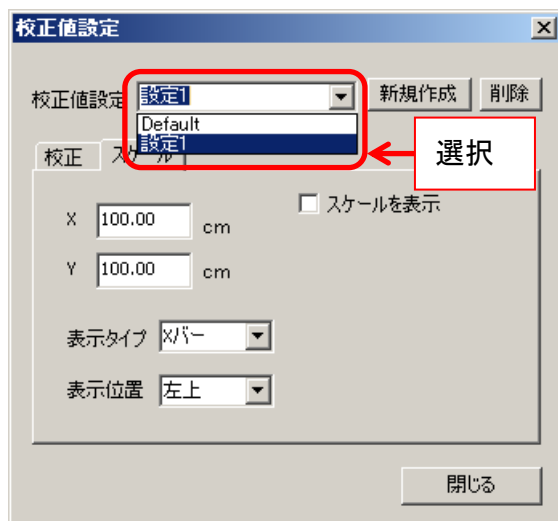 校正値設定
校正値設定 設定1 新規作成 削除
Default
設定1
選択
校正 スケール
スケールを表示
X 100.00 cm
Y 100.00 cm
表示タイプ Xバー
表示位置 左上
閉じる